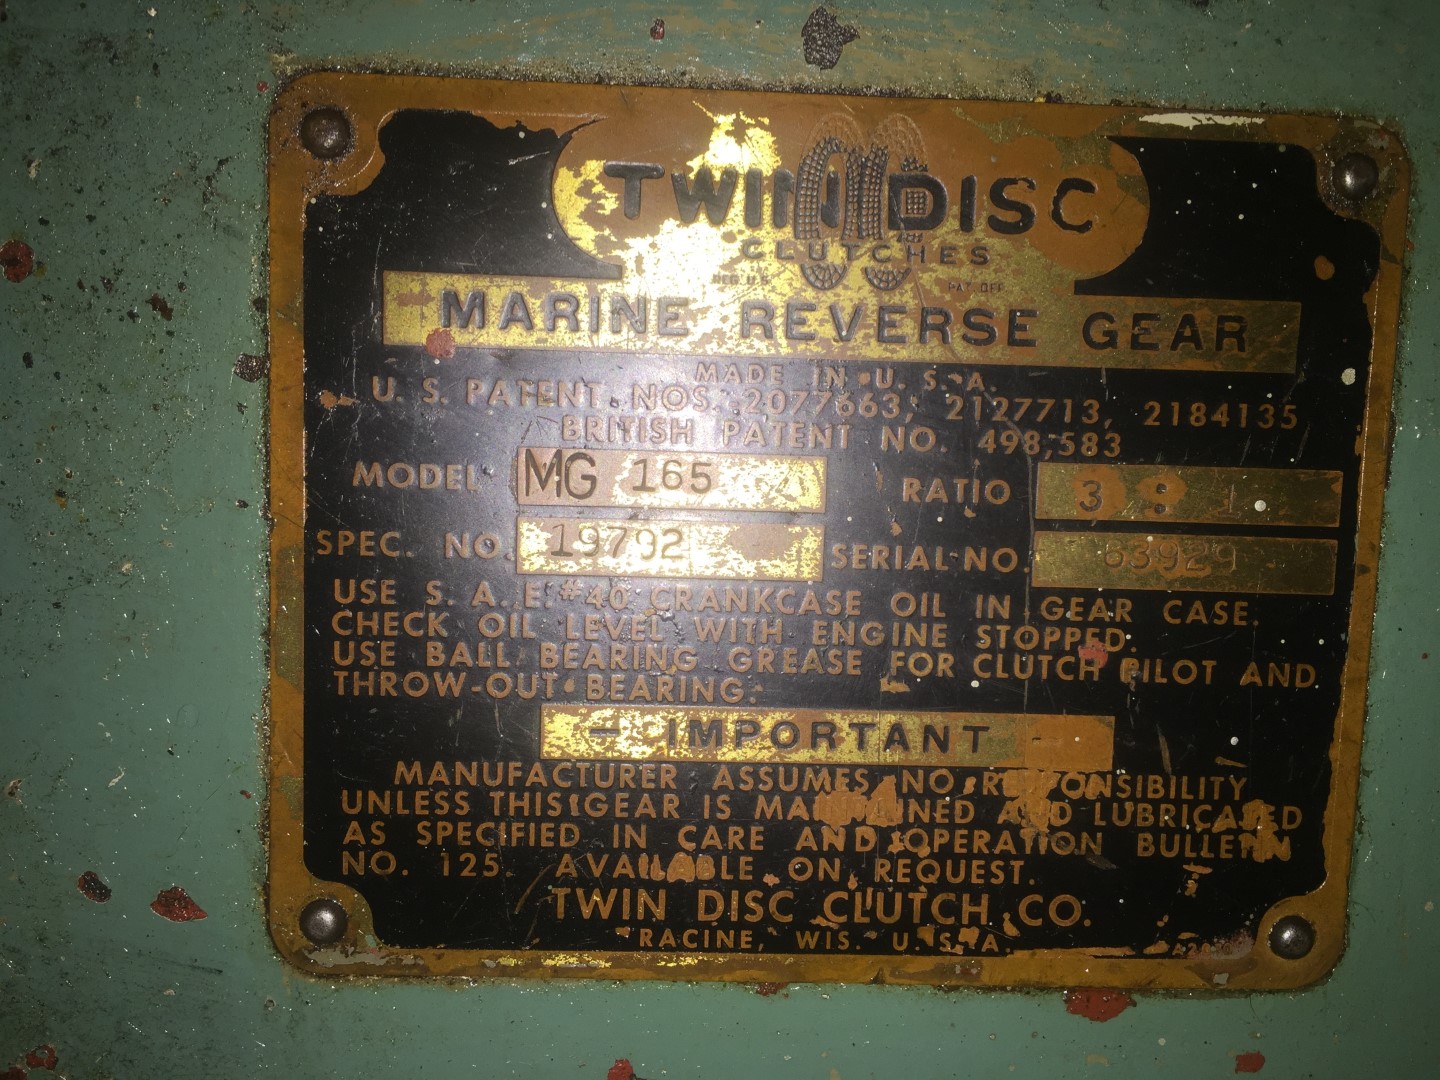 TWIN DISC
CLUTCHES
REG. U.S. PAT. OFF.
MARINE REVERSE GEAR
MADE IN U. S. A.
U. S. PATENT NOS. 2077663, 2127713, 2184135
BRITISH PATENT NO. 498,583
MODEL MG 165 RATIO 3 : 1
SPEC. NO. 19792 SERIAL NO. 63929
USE S. A. E. #40 CRANKCASE OIL IN GEAR CASE.
CHECK OIL LEVEL WITH ENGINE STOPPED.
USE BALL BEARING GREASE FOR CLUTCH PILOT AND
THROW-OUT BEARING.
- IMPORTANT -
MANUFACTURER ASSUMES NO RESPONSIBILITY
UNLESS THIS GEAR IS MAINTAINED AND LUBRICATED
AS SPECIFIED IN CARE AND OPERATION BULLETIN
NO. 125. AVAILABLE ON REQUEST.
TWIN DISC CLUTCH CO.
RACINE, WIS. U. S. A.